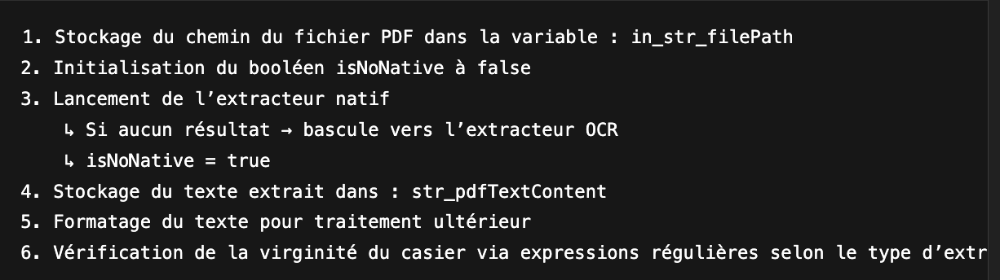 1. Stockage du chemin du fichier PDF dans la variable : in_str_filePath
2. Initialisation du booléen isNoNative à false
3. Lancement de l’extracteur natif
↳ Si aucun résultat → bascule vers l’extracteur OCR
↳ isNoNative = true
4. Stockage du texte extrait dans : str_pdfTextContent
5. Formatage du texte pour traitement ultérieur
6. Vérification de la virginité du casier via expressions régulières selon le type d’extr